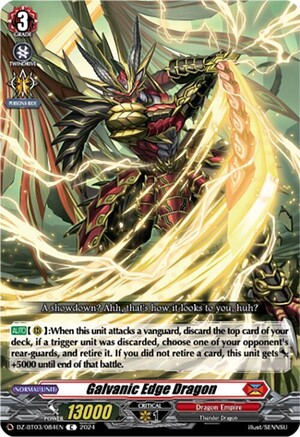 3
GRADE
TWINDRIVE
PERSONA RIDE
A showdown? Ahh, that's how it looks to you, huh?
AUTO [ ]:When this unit attacks a vanguard, discard the top card of your
deck, if a trigger unit was discarded, choose one of your opponent's
rear-guards, and retire it. If you did not retire a card, this unit gets
+5000 until end of that battle.
NORMAL UNIT
Galvanic Edge Dragon
POWER 13000
CRITICAL
1
Dragon Empire
Thunder Dragon
DZ-BT03/084EN C 2024
illust/SENNSU